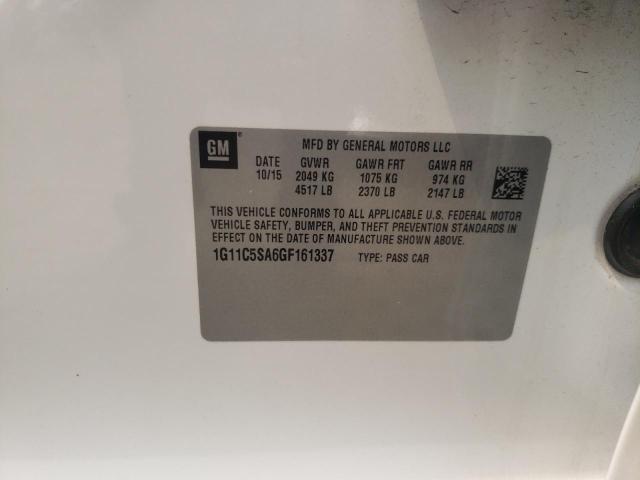 GM® MFD BY GENERAL MOTORS LLC
DATE GVWR GAWR FRT GAWR RR
10/15 2049 KG 1075 KG 974 KG
4517 LB 2370 LB 2147 LB
THIS VEHICLE CONFORMS TO ALL APPLICABLE U.S. FEDERAL MOTOR
VEHICLE SAFETY, BUMPER, AND THEFT PREVENTION STANDARDS IN
EFFECT ON THE DATE OF MANUFACTURE SHOWN ABOVE.
1G11C5SA6GF161337 TYPE: PASS CAR